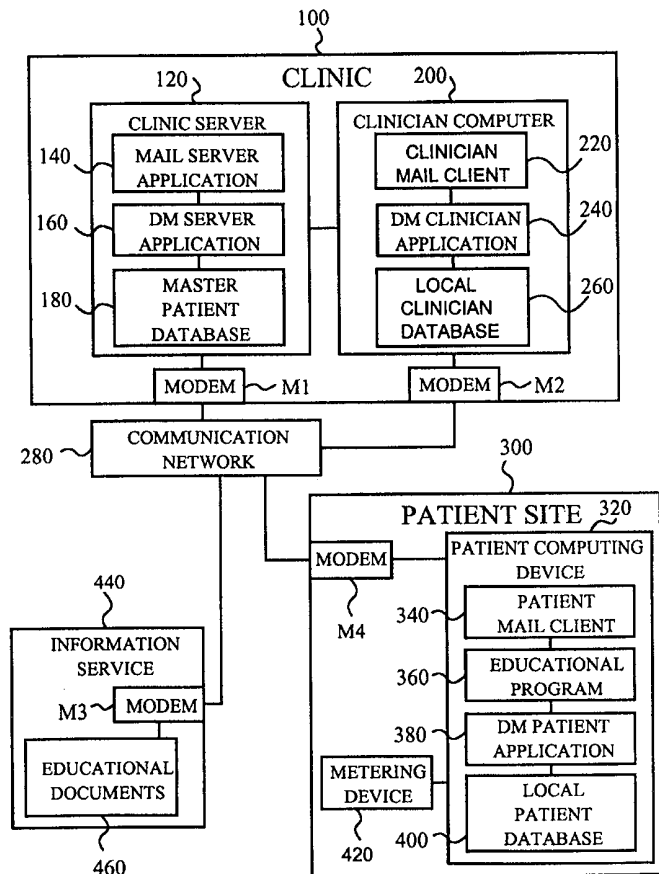 100
CLINIC
120
200
CLINIC SERVER
CLINICIAN COMPUTER
140
MAIL SERVER
APPLICATION
CLINICIAN
MAIL CLIENT
220
160
DM SERVER
APPLICATION
DM CLINICIAN
APPLICATION
240
180
MASTER
PATIENT
DATABASE
LOCAL
CLINICIAN
DATABASE
260
MODEM
M1
MODEM
M2
280
COMMUNICATION
NETWORK
300
PATIENT SITE
320
MODEM
M4
PATIENT COMPUTING
DEVICE
340
PATIENT
MAIL CLIENT
360
EDUCATIONAL
PROGRAM
380
DM PATIENT
APPLICATION
METERING
DEVICE
420
400
LOCAL
PATIENT
DATABASE
440
INFORMATION
SERVICE
M3
MODEM
EDUCATIONAL
DOCUMENTS
460